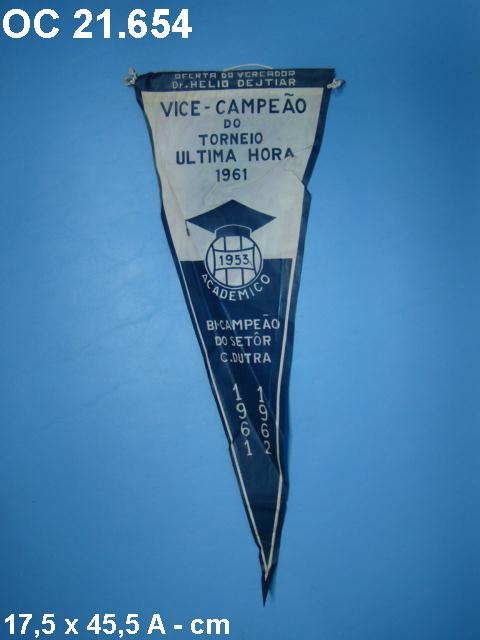 OC 21.654
OFERTA DO VEREADOR
Dr. HELIO DEJTIAR
VICE-CAMPEÃO
DO
TORNEIO
ULTIMA HORA
1961
1953
ACADEMICO
BI-CAMPEÃO
DO SETÔR
C. DUTRA
1961
1962
17,5 x 45,5 A - cm